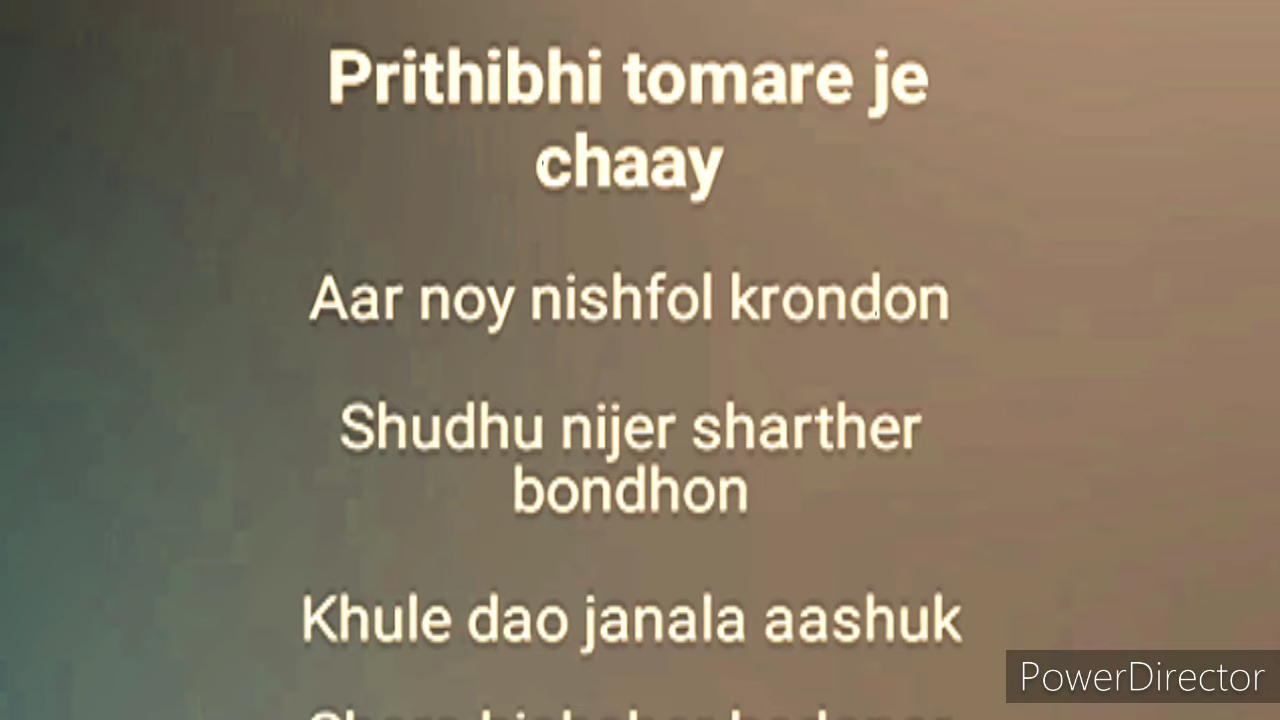 Prithibhi tomare je
chaay
Aar noy nishfol krondon
Shudhu nijer sharther
bondhon
Khule dao janala aashuk
PowerDirector